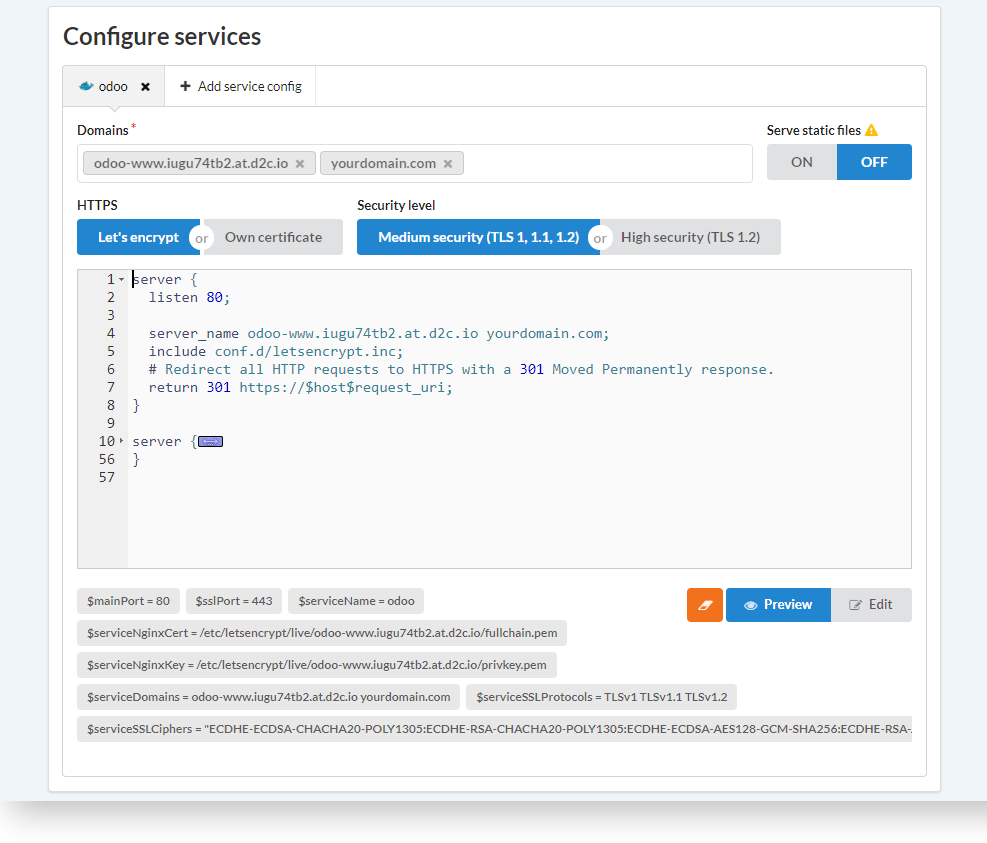 Configure services
odoo Add service config
Domains * Serve static files
odoo-www.iugu74tb2.at.d2c.io yourdomain.com ON OFF
HTTPS Security level
Let's encrypt or Own certificate Medium security (TLS 1, 1.1, 1.2) or High security (TLS 1.2)
1 server {
2 listen 80;
3
4 server_name odoo-www.iugu74tb2.at.d2c.io yourdomain.com;
5 include conf.d/letsencrypt.inc;
6 # Redirect all HTTP requests to HTTPS with a 301 Moved Permanently response.
7 return 301 https://$host$request_uri;
8 }
9
10 server {
56 }
57
$mainPort = 80 $sslPort = 443 $serviceName = odoo Preview Edit
$serviceNginxCert = /etc/letsencrypt/live/odoo-www.iugu74tb2.at.d2c.io/fullchain.pem
$serviceNginxKey = /etc/letsencrypt/live/odoo-www.iugu74tb2.at.d2c.io/privkey.pem
$serviceDomains = odoo-www.iugu74tb2.at.d2c.io yourdomain.com $serviceSSLProtocols = TLSv1 TLSv1.1 TLSv1.2
$serviceSSLCiphers = "ECDHE-ECDSA-CHACHA20-POLY1305:ECDHE-RSA-CHACHA20-POLY1305:ECDHE-ECDSA-AES128-GCM-SHA256:ECDHE-RSA-